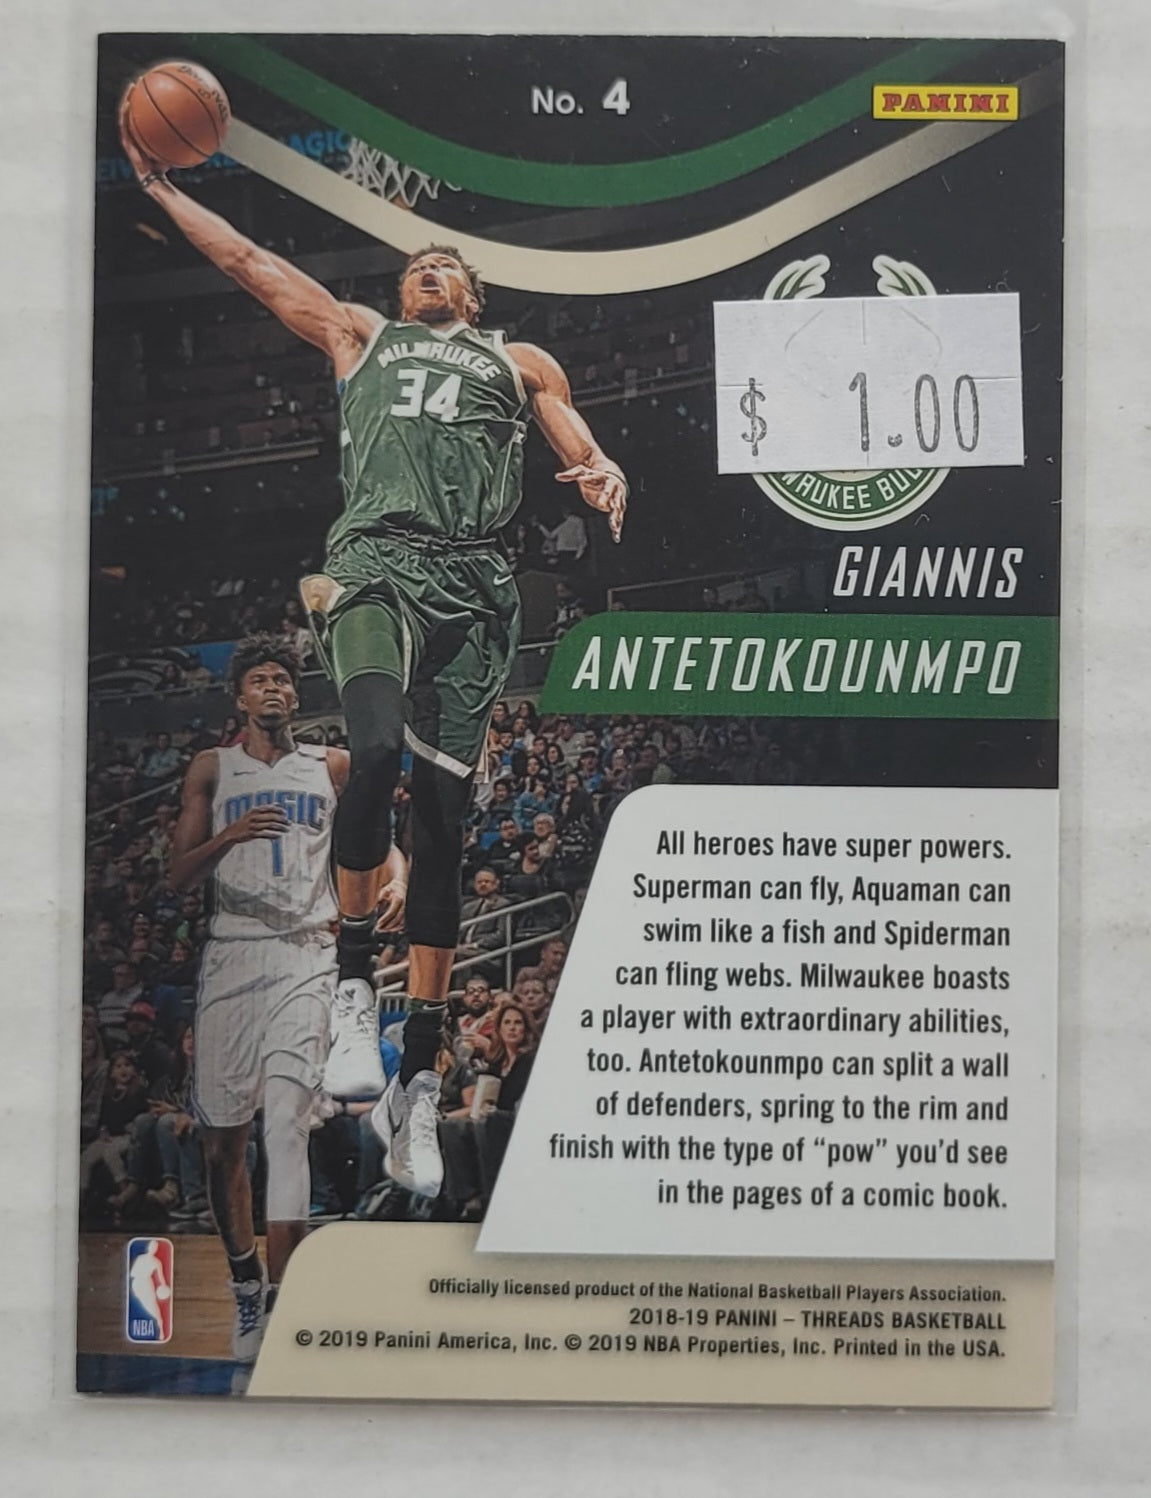 No. 4
PANINI
MAGIC
MILWAUKEE
34
$ 1.00
WAUKEE BUC
GIANNIS
ANTETOKOUNMPO
MAGIC
1
All heroes have super powers.
Superman can fly, Aquaman can
swim like a fish and Spiderman
can fling webs. Milwaukee boasts
a player with extraordinary abilities,
too. Antetokounmpo can split a wall
of defenders, spring to the rim and
finish with the type of “pow” you’d see
in the pages of a comic book.
NBA
Officially licensed product of the National Basketball Players Association.
2018-19 PANINI – THREADS BASKETBALL
© 2019 Panini America, Inc. © 2019 NBA Properties, Inc. Printed in the USA.